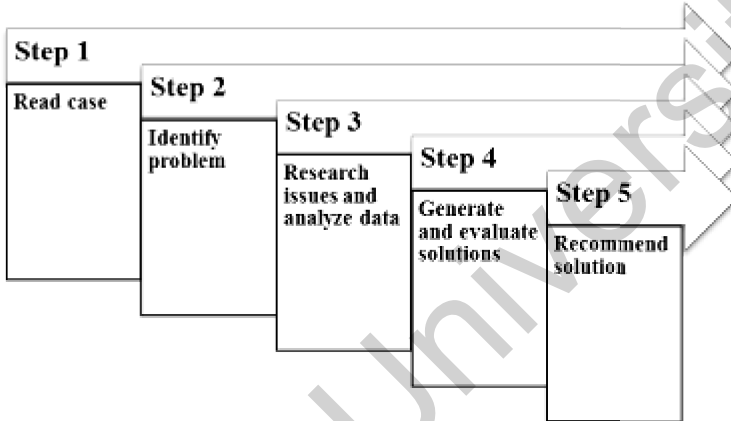 Step 1
Read case
Step 2
Identify
problem
Step 3
Research
issues and
analyze data
Step 4
Generate
and evaluate
solutions
Step 5
Recommend
solution